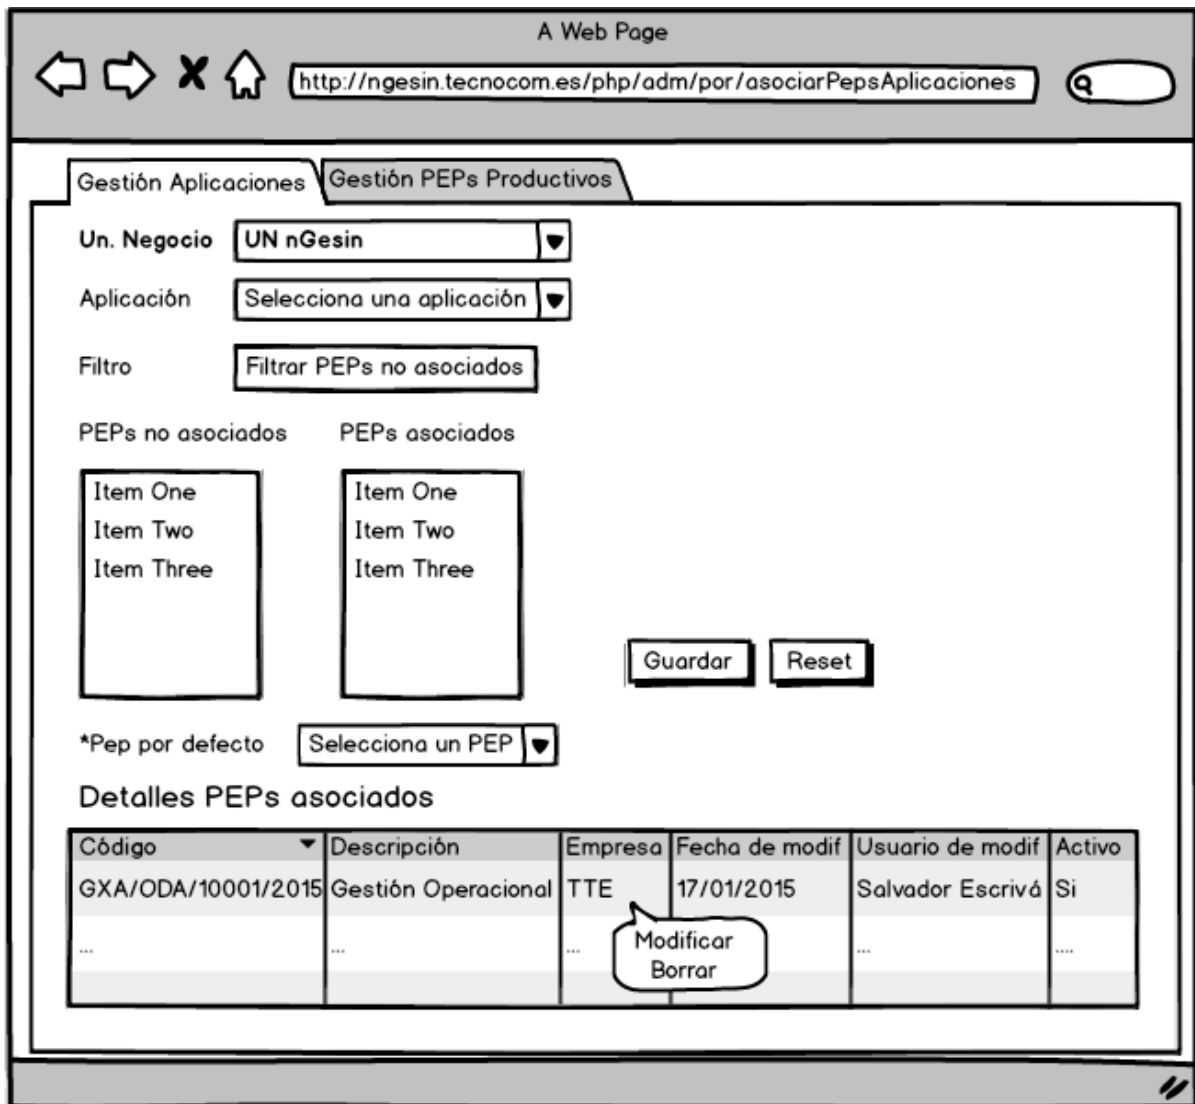 A Web Page
http://ngesin.tecnocom.es/php/adm/por/asociarPepsAplicaciones
Gestión Aplicaciones
Gestión PEPs Productivos
Un. Negocio
UN nGesin
Aplicación
Selecciona una aplicación
Filtro
Filtrar PEPs no asociados
PEPs no asociados
PEPs asociados
Item One
Item Two
Item Three
Item One
Item Two
Item Three
Guardar
Reset
*Pep por defecto
Selecciona un PEP
Detalles PEPs asociados
Código Descripción Empresa Fecha de modif Usuario de modif Activo
GXA/ODA/10001/2015 Gestión Operacional TTE 17/01/2015 Salvador Escrivá Si
... ... ... ... ....
Modificar
Borrar